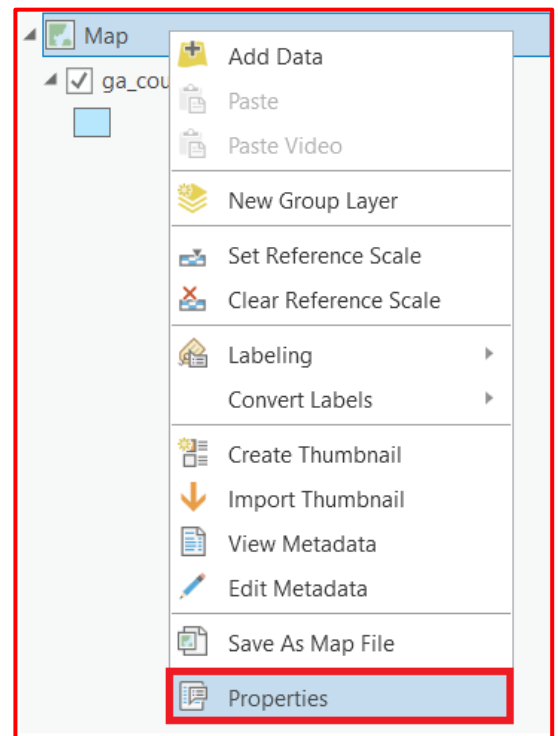 Map
ga_cou
Add Data
Paste
Paste Video
New Group Layer
Set Reference Scale
Clear Reference Scale
Labeling
Convert Labels
Create Thumbnail
Import Thumbnail
View Metadata
Edit Metadata
Save As Map File
Properties